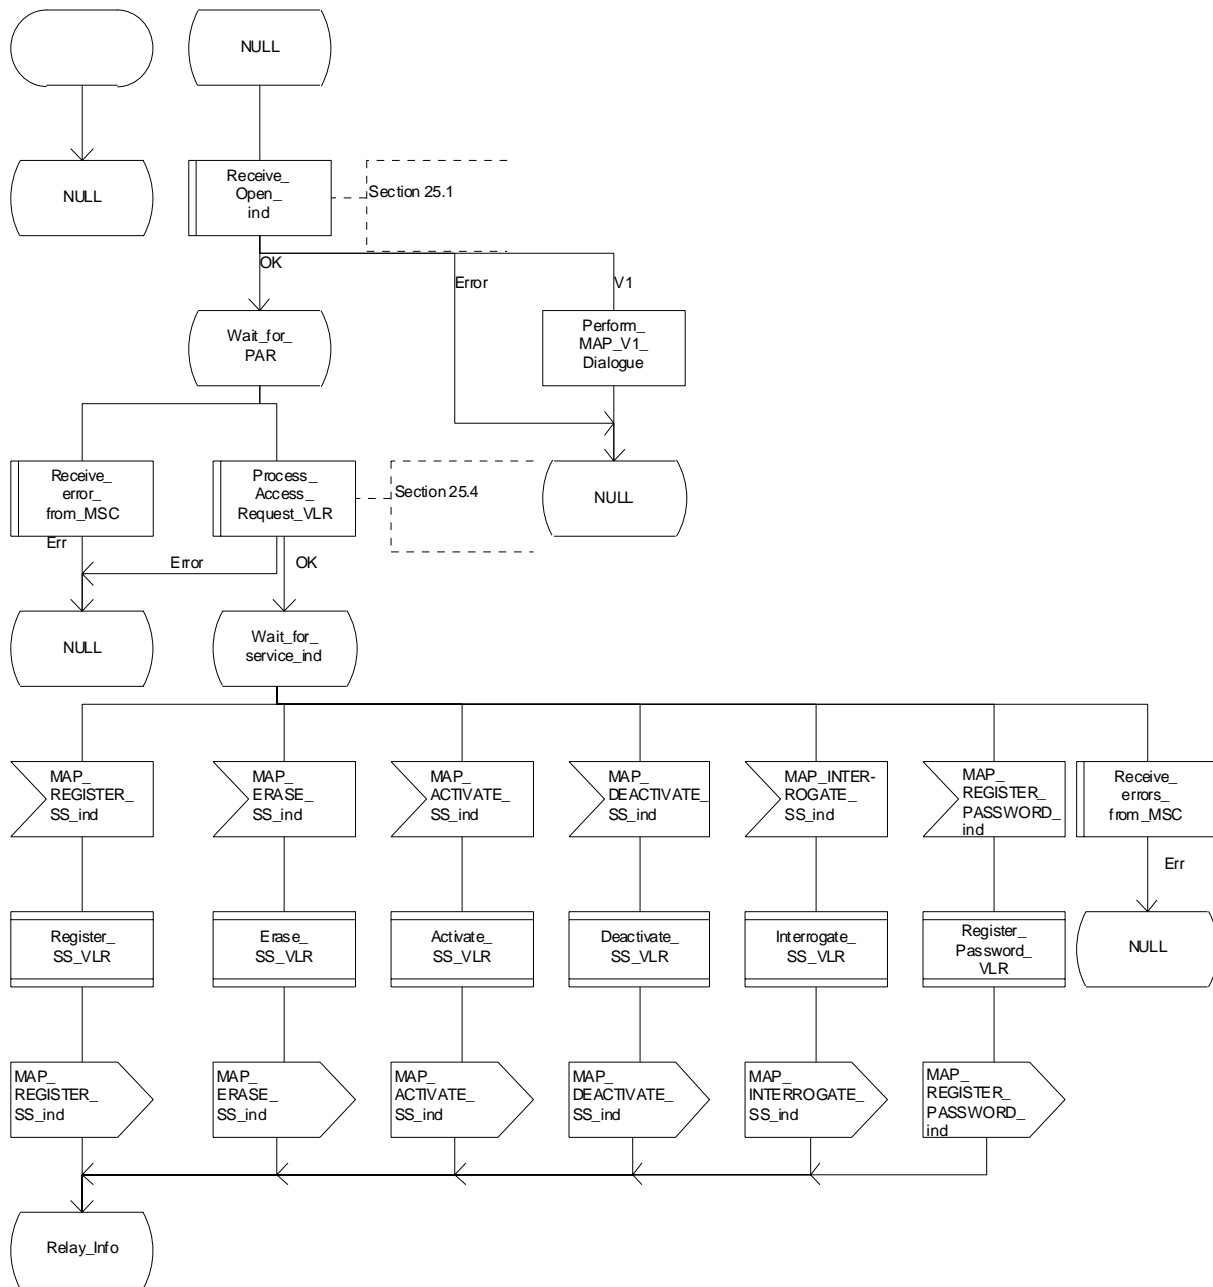 NULL
NULL
Receive_
Open_
ind
Section 25.1
OK
Error
V1
Wait_for_
PAR
Perform_
MAP_V1_
Dialogue
Receive_
error_
from_MSC
Process_
Access_
Request_VLR
Section 25.4
NULL
Err
Error
OK
NULL
Wait_for_
service_ind
MAP_
REGISTER_
SS_ind
MAP_
ERASE_
SS_ind
MAP_
ACTIVATE_
SS_ind
MAP_
DEACTIVATE_
SS_ind
MAP_INTER-
ROGATE_
SS_ind
MAP_
REGISTER_
PASSWORD_
ind
Receive_
errors_
from_MSC
Err
Register_
SS_VLR
Erase_
SS_VLR
Activate_
SS_VLR
Deactivate_
SS_VLR
Interrogate_
SS_VLR
Register_
Password_
VLR
NULL
MAP_
REGISTER_
SS_ind
MAP_
ERASE_
SS_ind
MAP_
ACTIVATE_
SS_ind
MAP_
DEACTIVATE_
SS_ind
MAP_
INTERROGATE_
SS_ind
MAP_
REGISTER_
PASSWORD_
ind
Relay_Info